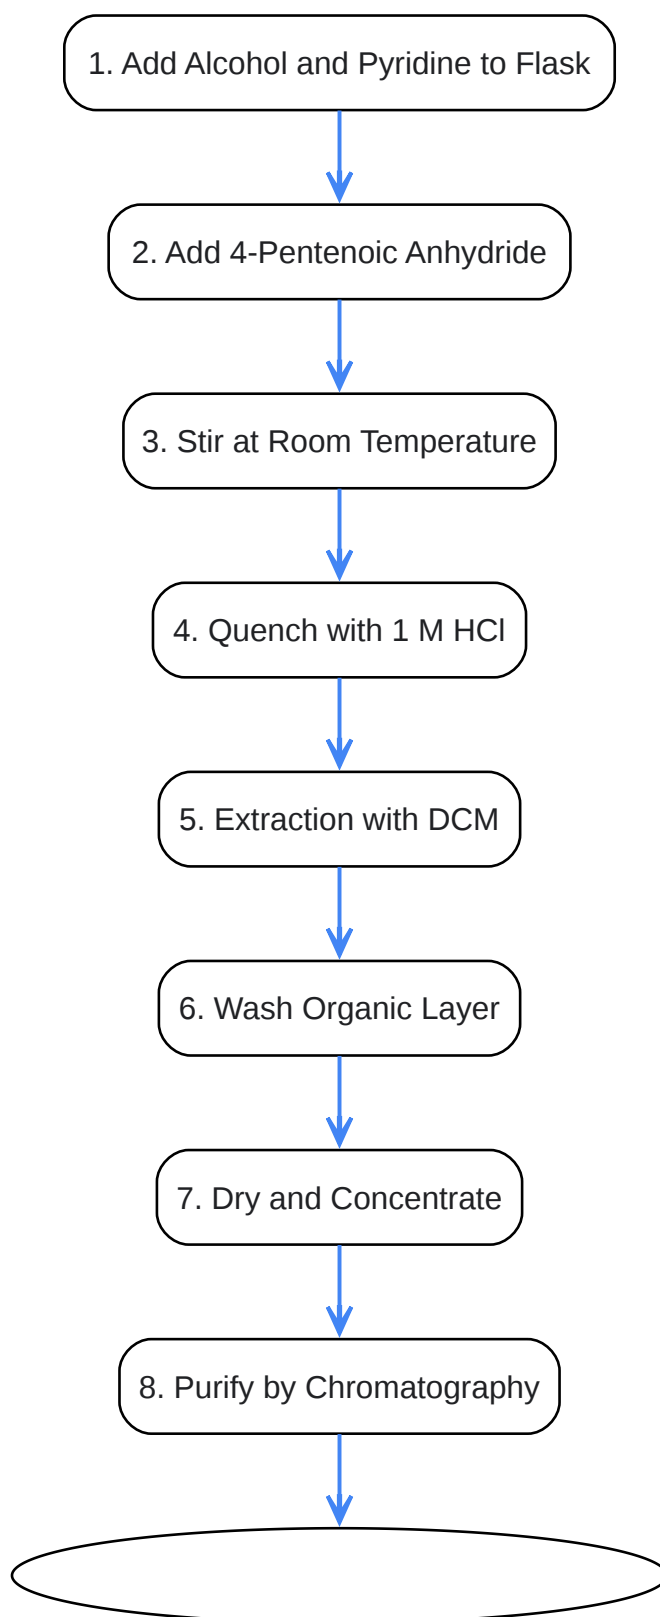 1. Add Alcohol and Pyridine to Flask
2. Add 4-Pentenoic Anhydride
3. Stir at Room Temperature
4. Quench with 1 M HCl
5. Extraction with DCM
6. Wash Organic Layer
7. Dry and Concentrate
8. Purify by Chromatography